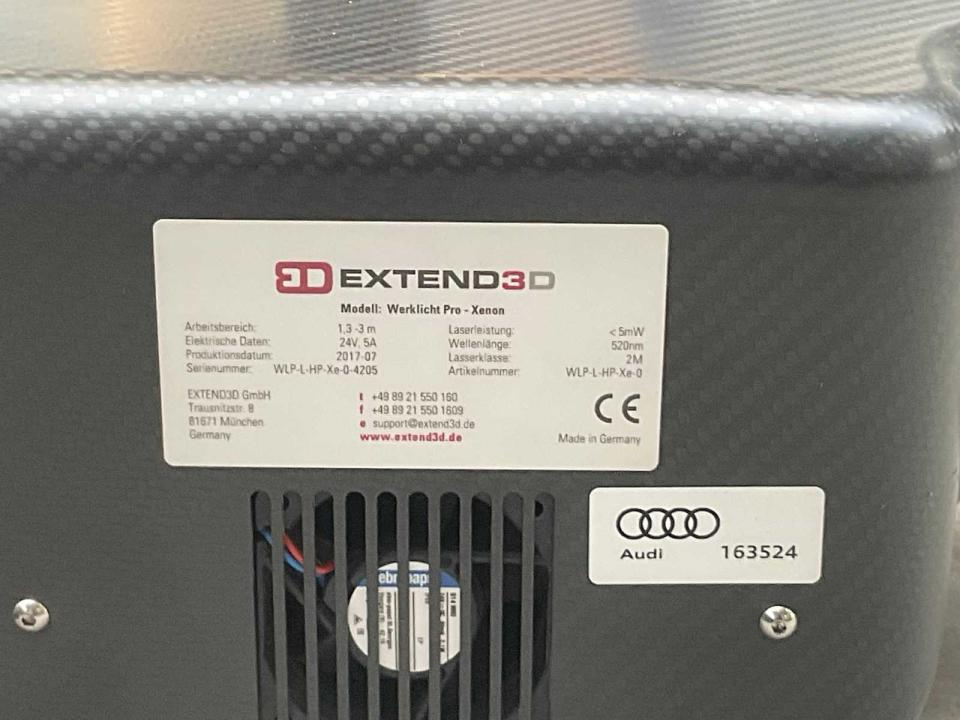 EXTEND3D
Modell: Werklicht Pro - Xenon
Arbeitsbereich: 1,3 -3 m Laserleistung: < 5mW
Elektrische Daten: 24V, 5A Wellenlänge: 520nm
Produktionsdatum: 2017-07 Lasserklasse: 2M
Serienummer: WLP-L-HP-Xe-0-4205 Artikelnummer: WLP-L-HP-Xe-0
EXTEND3D GmbH t +49 89 21 550 160
Trausnitzstr. 8 f +49 89 21 550 1609
81671 München e support@extend3d.de
Germany www.extend3d.de
CE
Made in Germany
Audi 163524